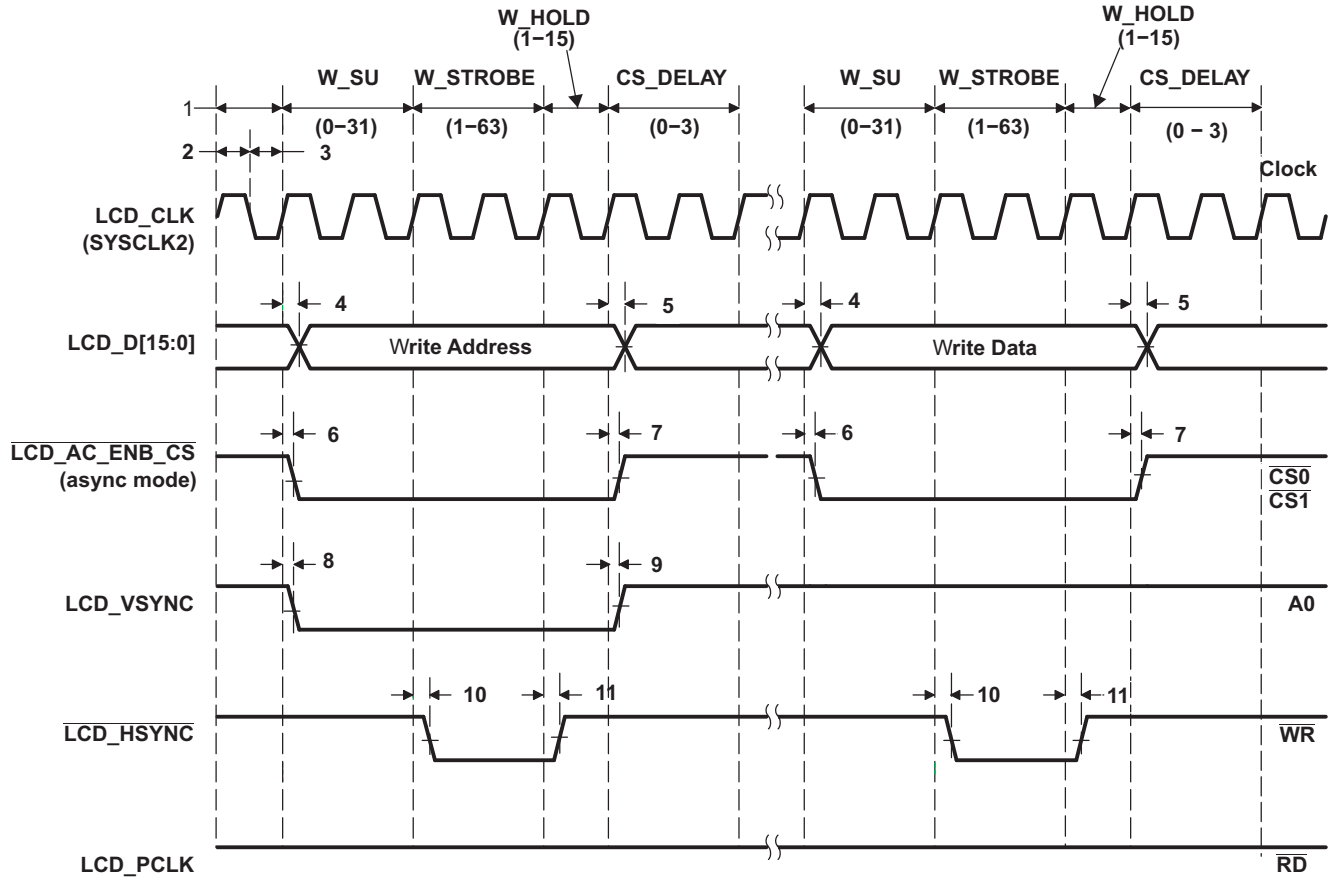 W_HOLD
(1−15)
W_HOLD
(1−15)
W_SU
W_STROBE
CS_DELAY
W_SU
W_STROBE
CS_DELAY
1
(0−31)
(1−63)
(0−3)
(0−31)
(1−63)
(0 − 3)
2
3
Clock
LCD_CLK
(SYSCLK2)
4
5
4
5
LCD_D[15:0]
Write Address
Write Data
6
7
6
7
LCD_AC_ENB_CS
(async mode)
CS0
CS1
8
9
LCD_VSYNC
A0
10
11
10
11
LCD_HSYNC
WR
LCD_PCLK
RD